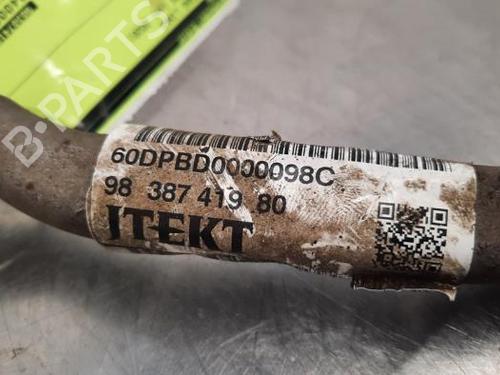 B-PARTS
60DPBD0000098C
98 387 419 80
JTEKT